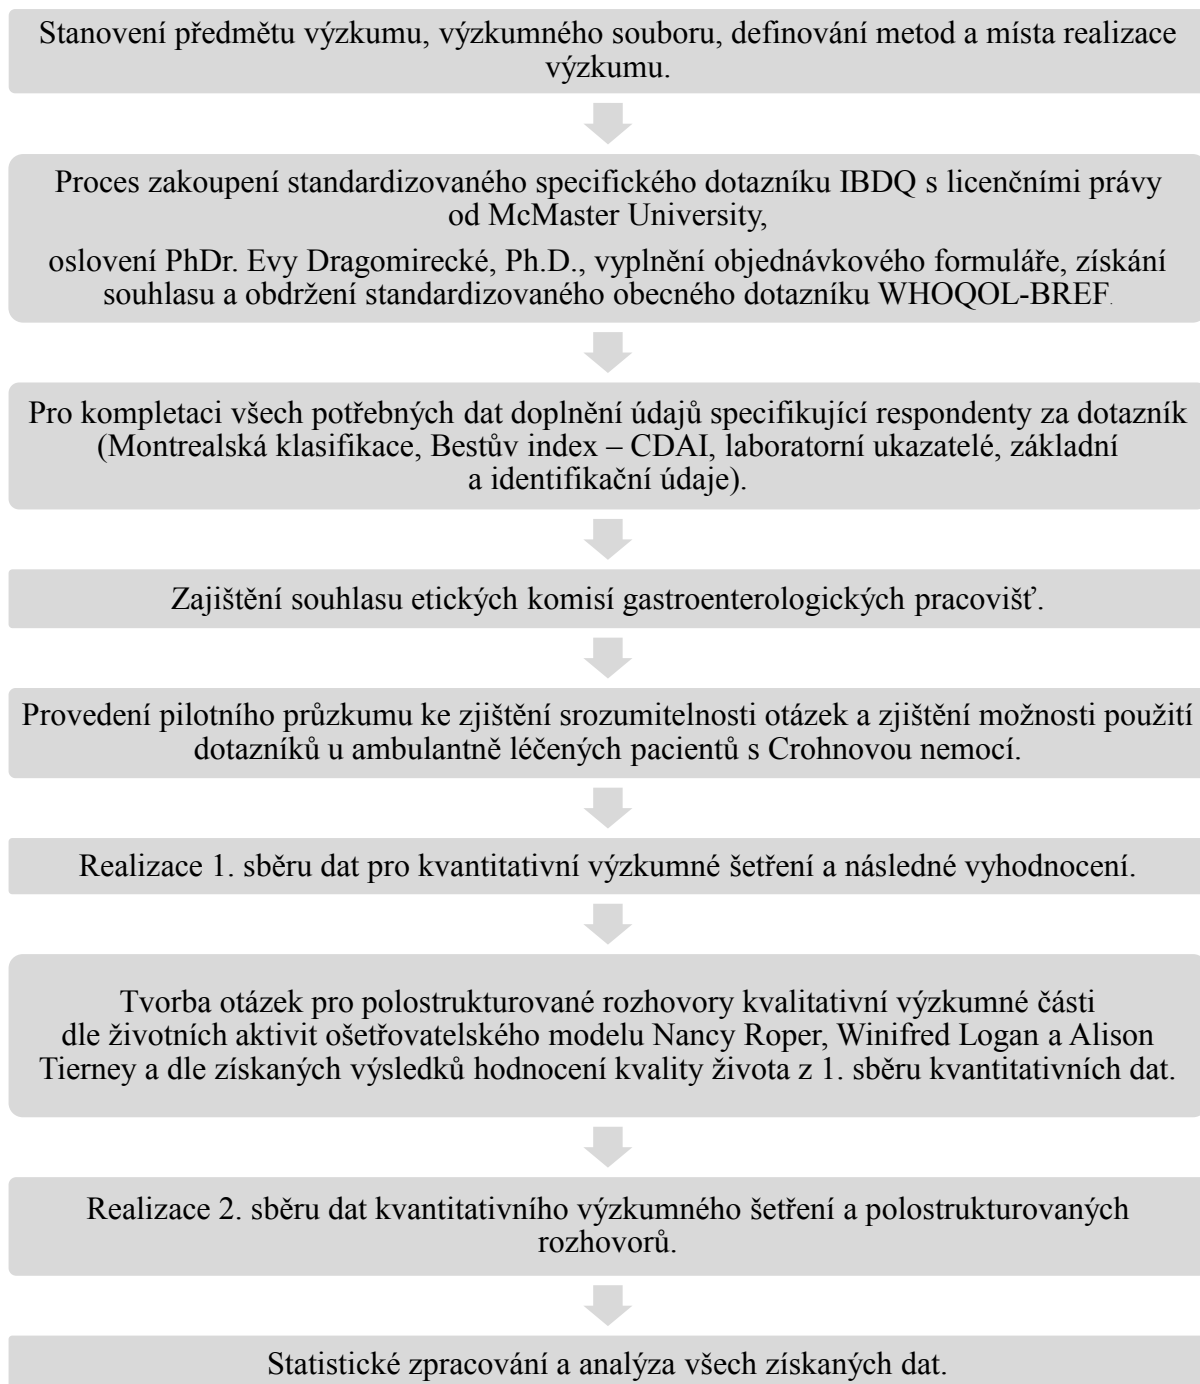 Stanovení předmětu výzkumu, výzkumného souboru, definování metod a místa realizace
výzkumu.
Proces zakoupení standardizovaného specifického dotazníku IBDQ s licenčními právy
od McMaster University,
oslovení PhDr. Evy Dragomirecké, Ph.D., vyplnění objednávkového formuláře, získání
souhlasu a obdržení standardizovaného obecného dotazníku WHOQOL-BREF.
Pro kompletaci všech potřebných dat doplnění údajů specifikující respondenty za dotazník
(Montrealská klasifikace, Bestův index – CDAI, laboratorní ukazatelé, základní
a identifikační údaje).
Zajištění souhlasu etických komisí gastroenterologických pracovišť.
Provedení pilotního průzkumu ke zjištění srozumitelnosti otázek a zjištění možnosti použití
dotazníků u ambulantně léčených pacientů s Crohnovou nemocí.
Realizace 1. sběru dat pro kvantitativní výzkumné šetření a následné vyhodnocení.
Tvorba otázek pro polostrukturované rozhovory kvalitativní výzkumné části
dle životních aktivit ošetřovatelského modelu Nancy Roper, Winifred Logan a Alison
Tierney a dle získaných výsledků hodnocení kvality života z 1. sběru kvantitativních dat.
Realizace 2. sběru dat kvantitativního výzkumného šetření a polostrukturovaných
rozhovorů.
Statistické zpracování a analýza všech získaných dat.